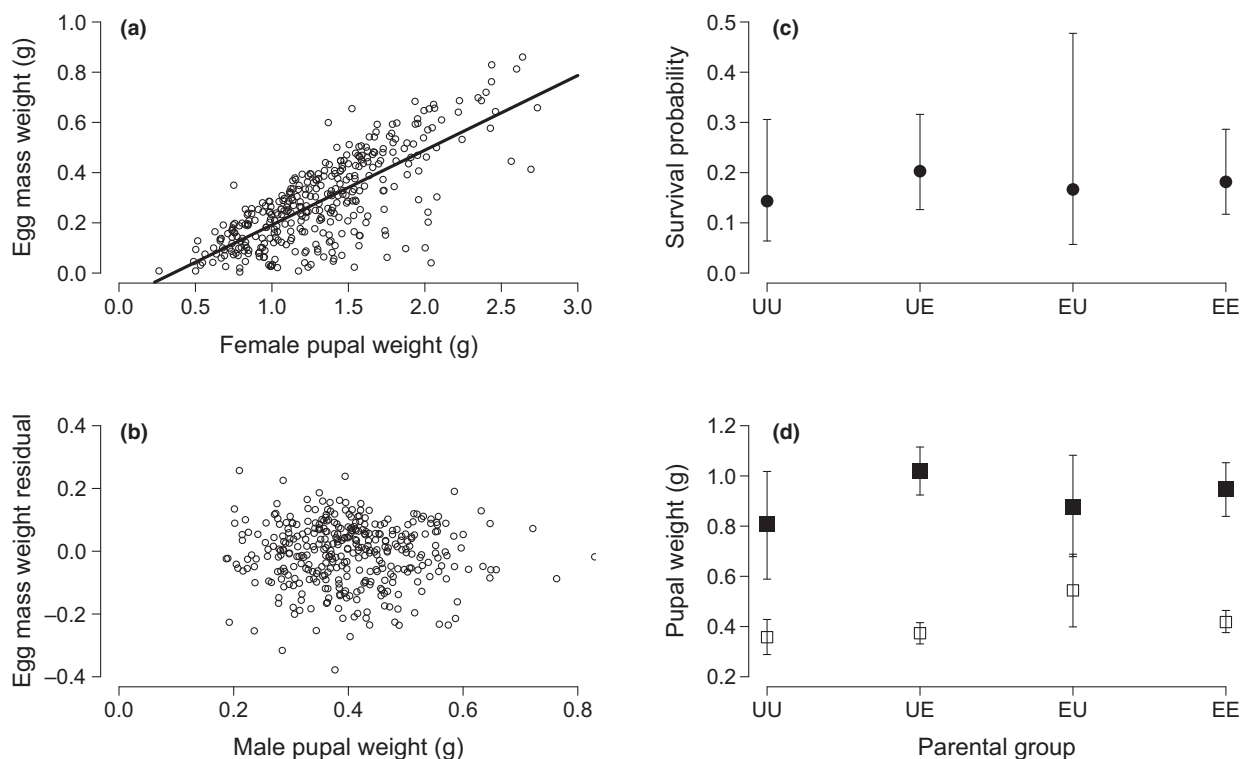 (a)
Egg mass weight (g)
1.0
0.8
0.6
0.4
0.2
0.0
0.0 0.5 1.0 1.5 2.0 2.5 3.0
Female pupal weight (g)
(c)
Survival probability
0.5
0.4
0.3
0.2
0.1
0.0
UU UE EU EE
(b)
Egg mass weight residual
0.4
0.2
0.0
–0.2
–0.4
0.0 0.2 0.4 0.6 0.8
Male pupal weight (g)
(d)
Pupal weight (g)
1.2
1.0
0.8
0.6
0.4
0.2
UU UE EU EE
Parental group